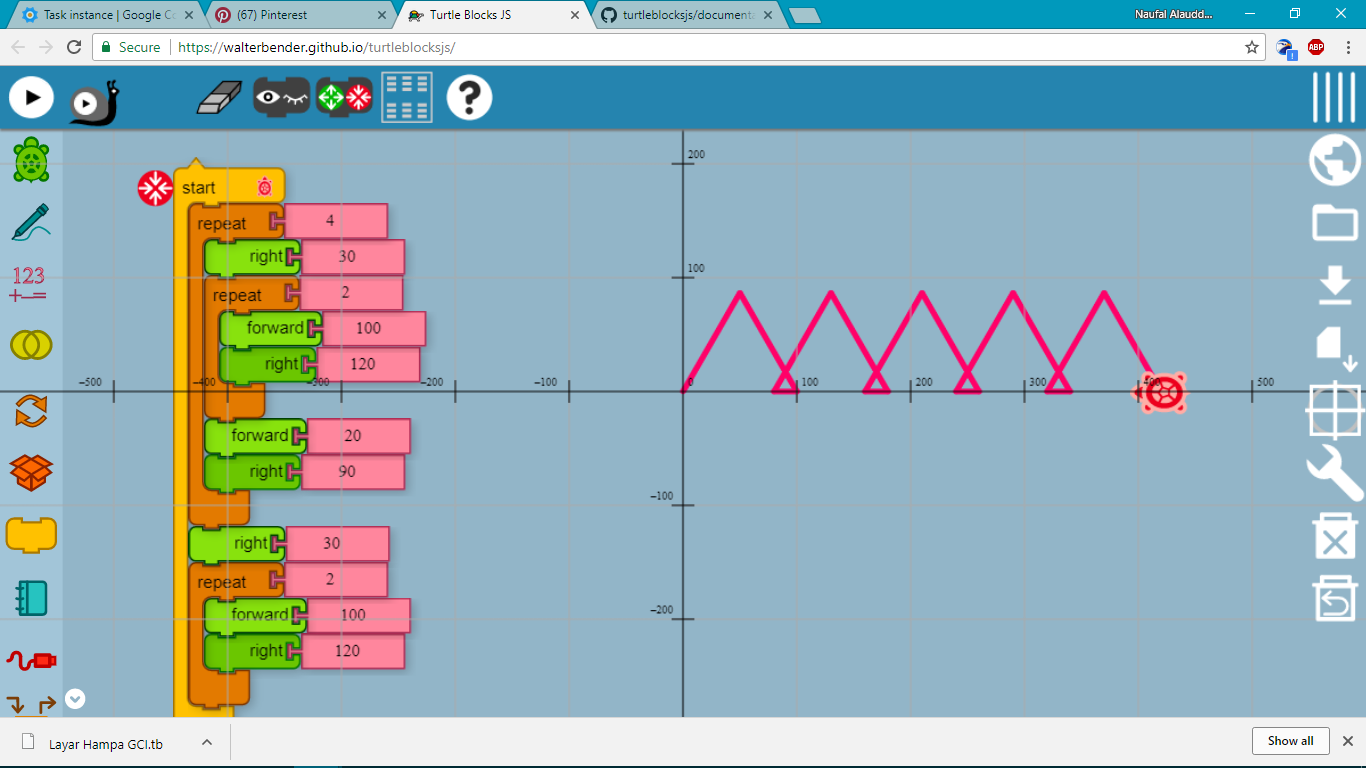 Task instance | Google Co
(67) Pinterest
Turtle Blocks JS
turtleblocksjs/documenta
Naufal Alaudd...
Secure
https://walterbender.github.io/turtleblocksjs/
ABP
start
repeat 4
right 30
repeat 2
forward 100
right 120
forward 20
right 90
right 30
repeat 2
forward 100
right 120
123
200
100
-500 -400 -300 -200 -100 0 100 200 300 400 500
-100
-200
Layar Hampa GCI.tb
Show all